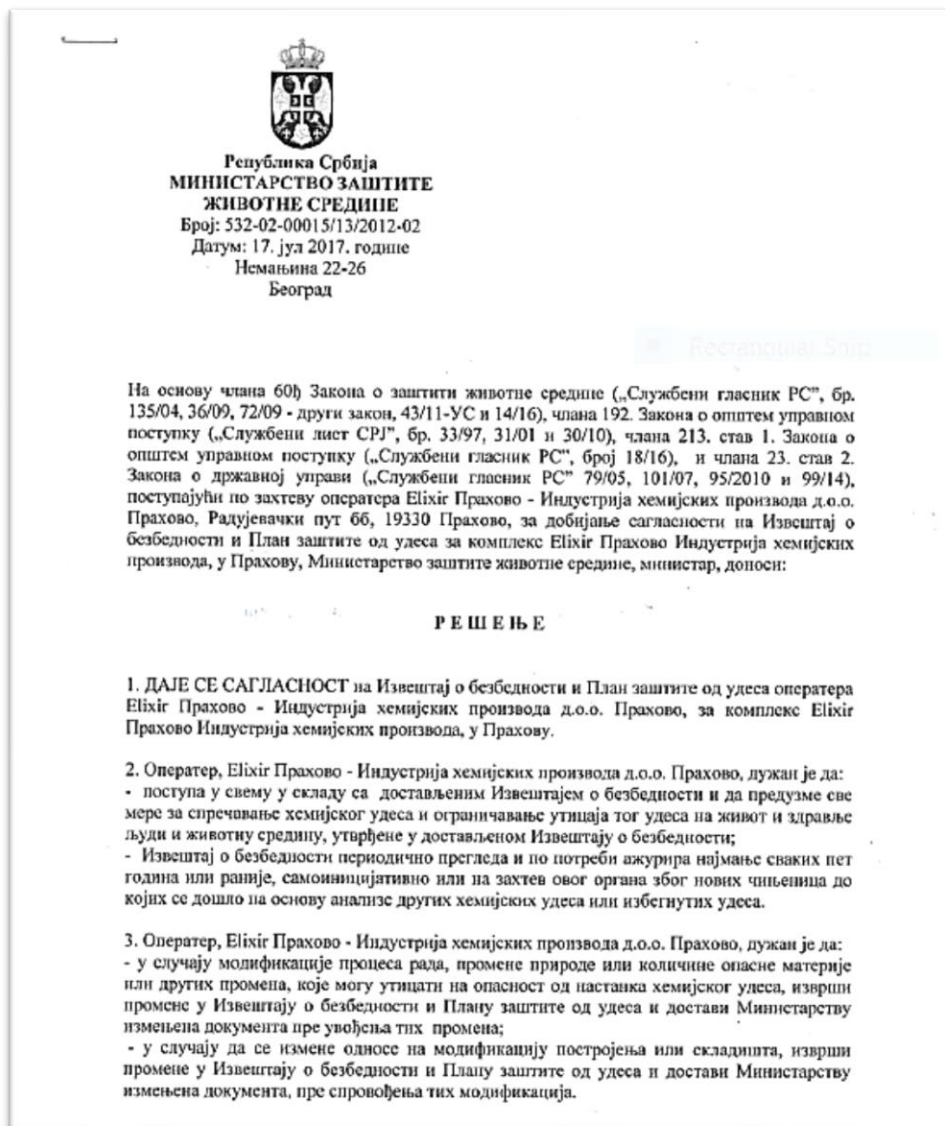 Република Србија
МИНИСТАРСТВО ЗАШТИТЕ
ЖИВОТНЕ СРЕДИНЕ
Број: 532-02-00015/13/2012-02
Датум: 17. јул 2017. године
Немањина 22-26
Београд
Rectangular Snip
На основу члана 60ђ Закона о заштити животне средине („Службени гласник РС”, бр.
135/04, 36/09, 72/09 - други закон, 43/11-УС и 14/16), члана 192. Закона о општем управном
поступку („Службени лист СРЈ”, бр. 33/97, 31/01 и 30/10), члана 213. став 1. Закона о
општем управном поступку („Службени гласник РС”, број 18/16), и члана 23. став 2.
Закона о државној управи („Службени гласник РС” 79/05, 101/07, 95/2010 и 99/14),
поступајући по захтеву оператера Elixir Прахово - Индустрија хемијских производа д.о.о.
Прахово, Радујевачки пут бб, 19330 Прахово, за добијање сагласности на Извештај о
безбедности и План заштите од удеса за комплекс Elixir Прахово Индустрија хемијских
производа, у Прахову, Министарство заштите животне средине, министар, доноси:
Р Е Ш Е Њ Е
1. ДАЈЕ СЕ САГЛАСНОСТ на Извештај о безбедности и План заштите од удеса оператера
Elixir Прахово - Индустрија хемијских производа д.о.о. Прахово, за комплекс Elixir
Прахово Индустрија хемијских производа, у Прахову.
2. Оператер, Elixir Прахово - Индустрија хемијских производа д.о.о. Прахово, дужан је да:
- поступа у свему у складу са достављеним Извештајем о безбедности и да предузме све
мере за спречавање хемијског удеса и ограничавање утицаја тог удеса на живот и здравље
људи и животну средину, утврђене у достављеном Извештају о безбедности;
- Извештај о безбедности периодично прегледа и по потреби ажурира најмање сваких пет
година или раније, самоиницијативно или на захтев овог органа због нових чињеница до
којих се дошло на основу анализе других хемијских удеса или избегнутих удеса.
3. Оператер, Elixir Прахово - Индустрија хемијских производа д.о.о. Прахово, дужан је да:
- у случају модификације процеса рада, промене природе или количине опасне материје
или других промена, које могу утицати на опасност од настанка хемијског удеса, изврши
промене у Извештају о безбедности и Плану заштите од удеса и достави Министарству
измењена документа пре увођења тих промена;
- у случају да се измене односе на модификацију постројења или складишта, изврши
промене у Извештају о безбедности и Плану заштите од удеса и достави Министарству
измењена документа, пре спровођења тих модификација.